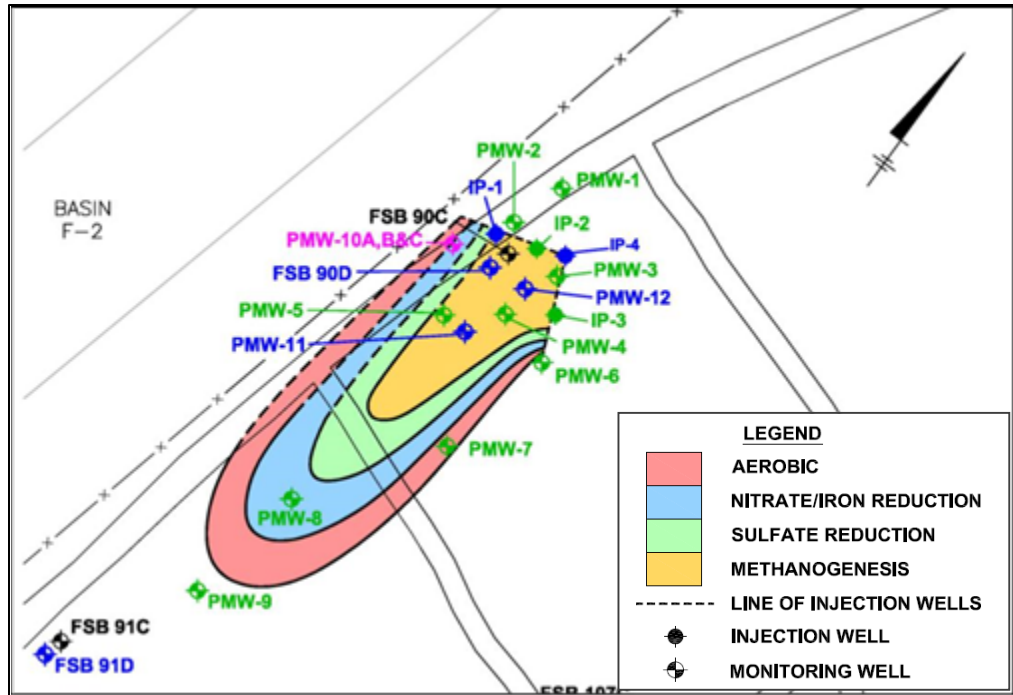 PMW-2
PMW-1
IP-1
BASIN
F-2
FSB 90C
IP-2
PMW-10A,B&C
IP-4
FSB 90D
PMW-3
PMW-12
PMW-5
IP-3
PMW-11
PMW-4
PMW-6
PMW-7
PMW-8
PMW-9
FSB 91C
FSB 91D
LEGEND
AEROBIC
NITRATE/IRON REDUCTION
SULFATE REDUCTION
METHANOGENESIS
LINE OF INJECTION WELLS
INJECTION WELL
MONITORING WELL